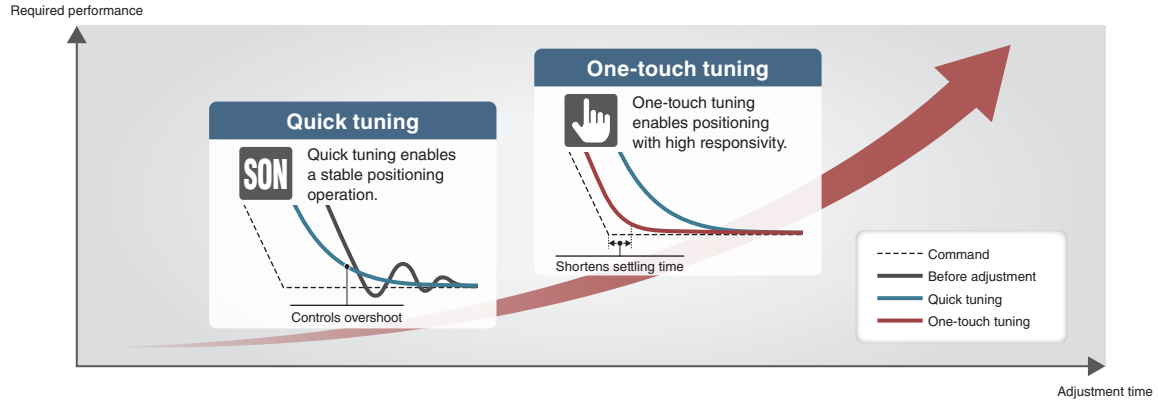 Required performance
Quick tuning
SON
Quick tuning enables
a stable positioning
operation.
Controls overshoot
One-touch tuning
One-touch tuning
enables positioning
with high responsivity.
Shortens settling time
Command
Before adjustment
Quick tuning
One-touch tuning
Adjustment time